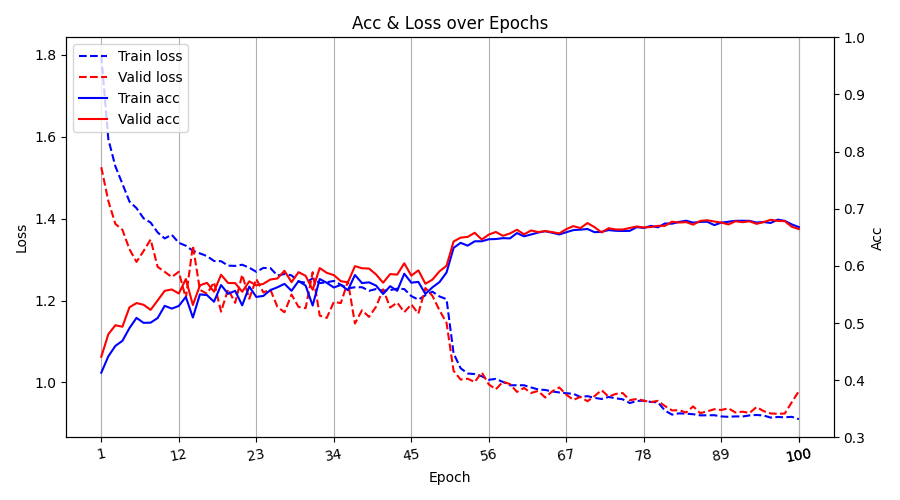 Acc & Loss over Epochs
Train loss
Valid loss
Train acc
Valid acc
Loss
1.8
1.6
1.4
1.2
1.0
Acc
1.0
0.9
0.8
0.7
0.6
0.5
0.4
0.3
1 12 23 34 45 56 67 78 89 100
Epoch